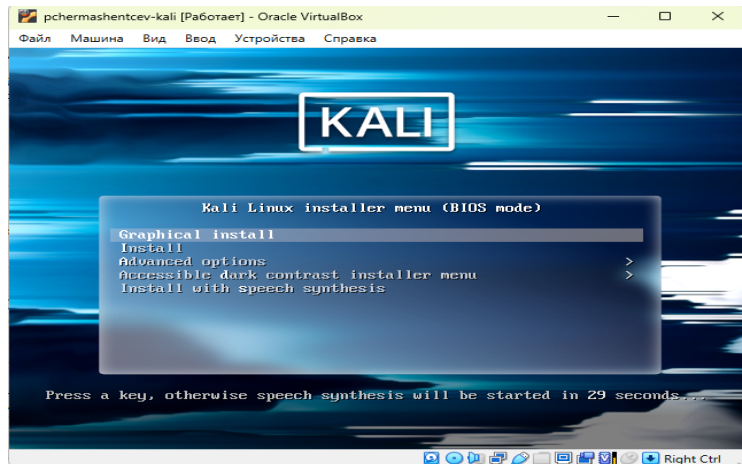 pchermashentcev-kali [Работает] - Oracle VirtualBox
Файл Машина Вид Ввод Устройства Справка
KALI
Kali Linux installer menu (BIOS mode)
Graphical install
Install
Advanced options >
Accessible dark contrast installer menu >
Install with speech synthesis
Press a key, otherwise speech synthesis will be started in 29 seconds...
Right Ctrl